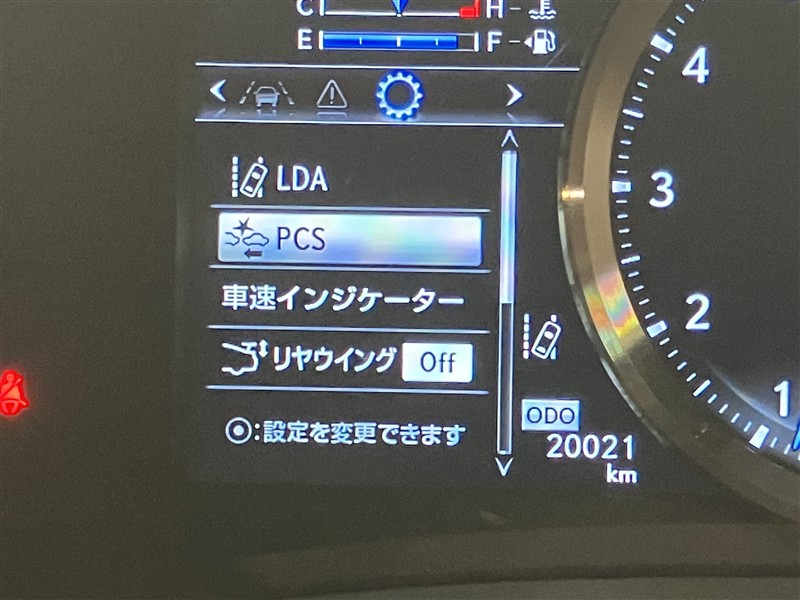 C H
E F
LDA
PCS
車速インジケーター
リヤウイング Off
⦿:設定を変更できます
ODO
20021
km
4
3
2
1